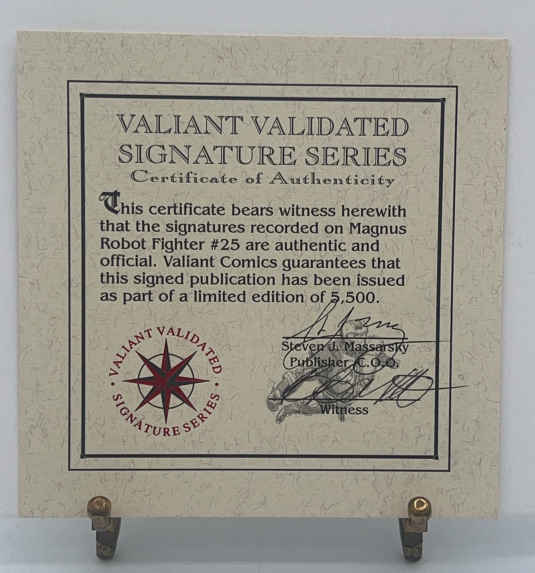 VALIANT VALIDATED
SIGNATURE SERIES
Certificate of Authenticity
This certificate bears witness herewith
that the signatures recorded on Magnus
Robot Fighter #25 are authentic and
official. Valiant Comics guarantees that
this signed publication has been issued
as part of a limited edition of 5,500.
· VALIANT VALIDATED ·
SIGNATURE SERIES
Steven J. Massarsky
Publisher, C.O.O.
Witness